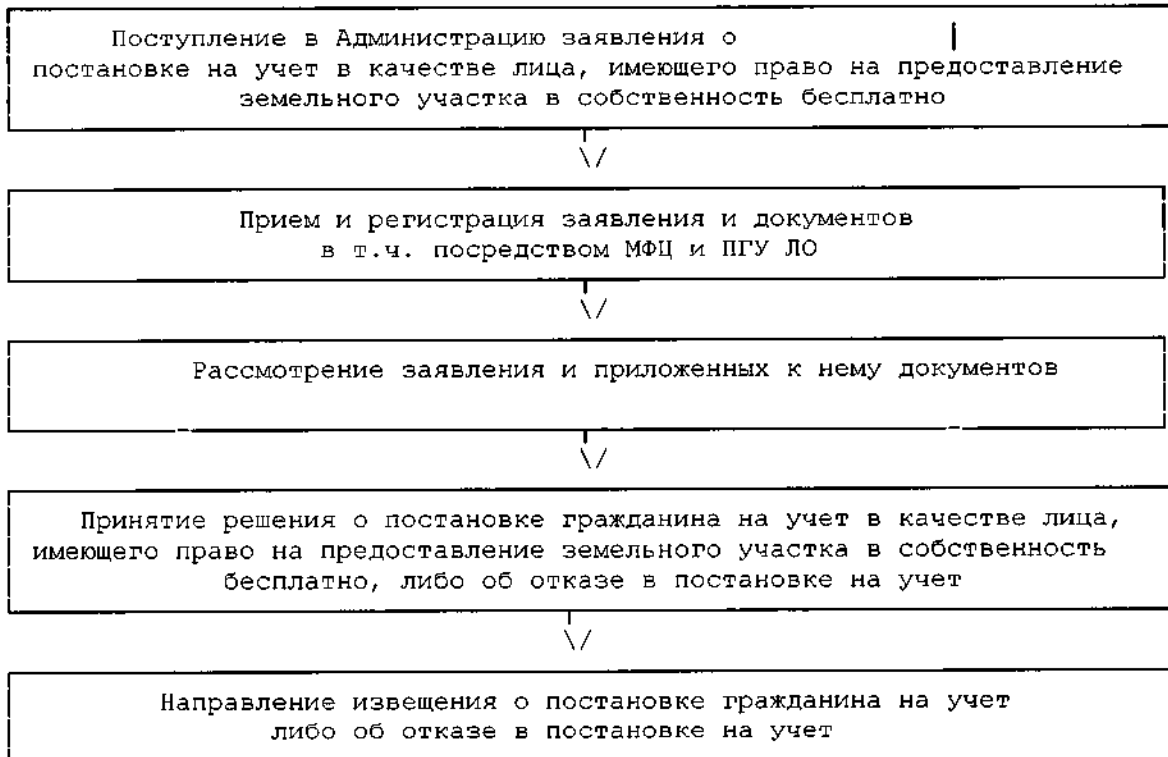 Поступление в Администрацию заявления о
постановке на учет в качестве лица, имеющего право на предоставление
земельного участка в собственность бесплатно
Прием и регистрация заявления и документов
в т.ч. посредством МФЦ и ПГУ ЛО
Рассмотрение заявления и приложенных к нему документов
Принятие решения о постановке гражданина на учет в качестве лица,
имеющего право на предоставление земельного участка в собственность
бесплатно, либо об отказе в постановке на учет
Направление извещения о постановке гражданина на учет
либо об отказе в постановке на учет